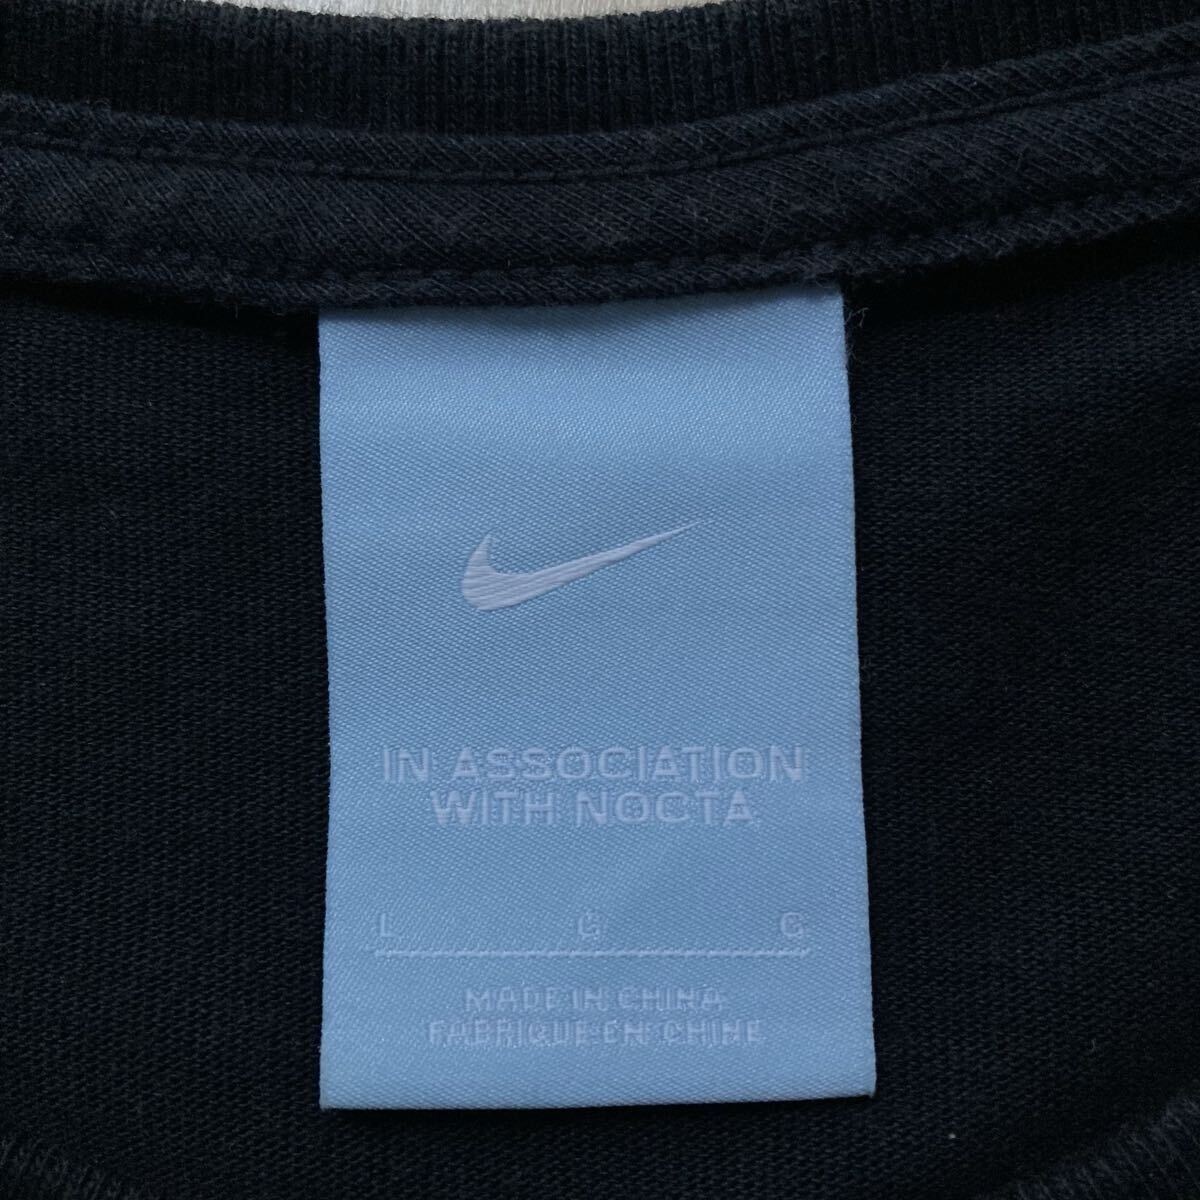 IN ASSOCIATION
WITH NOCTA
L G G
MADE IN CHINA
FABRIQUE EN CHINE